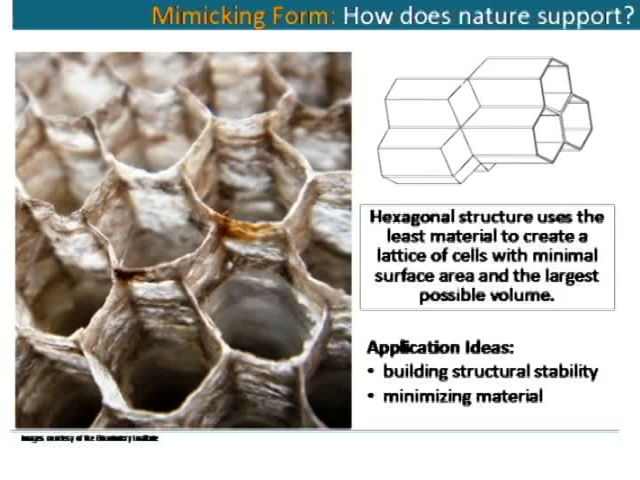 Mimicking Form: How does nature support?
Hexagonal structure uses the
least material to create a
lattice of cells with minimal
surface area and the largest
possible volume.
Application Ideas:
• building structural stability
• minimizing material